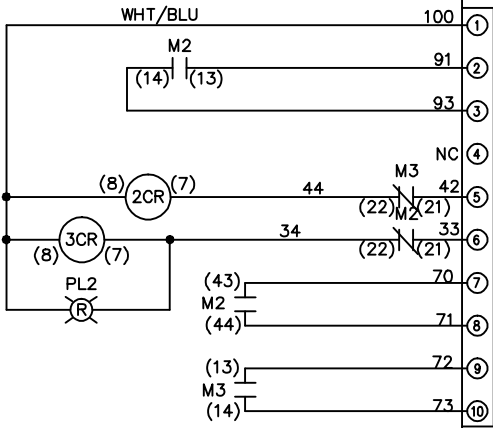 WHT/BLU 100 1
M2
(14) (13) 91 2
93 3
NC 4
M3
(8) 2CR (7) 44 (22) (21) 42 5
M2
(8) 3CR (7) 34 (22) (21) 33 6
PL2
R
(43) 70 7
M2
(44) 71 8
(13) 72 9
M3
(14) 73 10